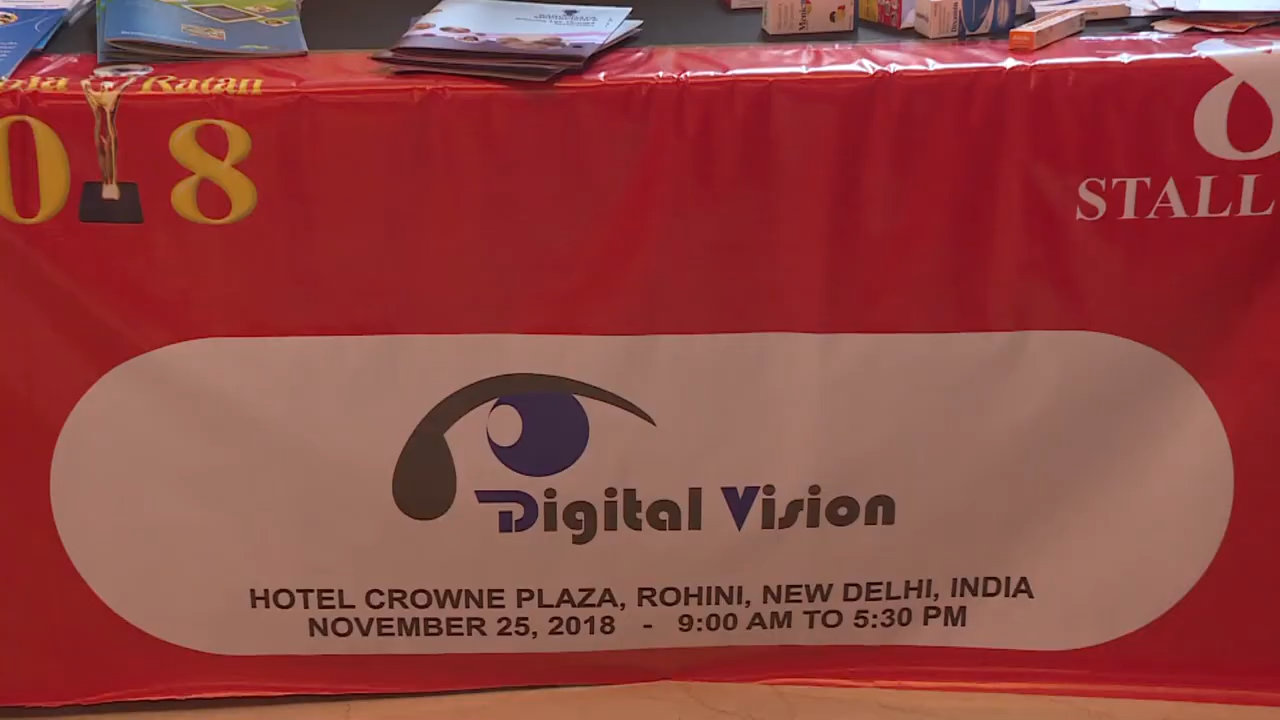 Ratan
0 8
STALL
Digital Vision
HOTEL CROWNE PLAZA, ROHINI, NEW DELHI, INDIA
NOVEMBER 25, 2018 - 9:00 AM TO 5:30 PM